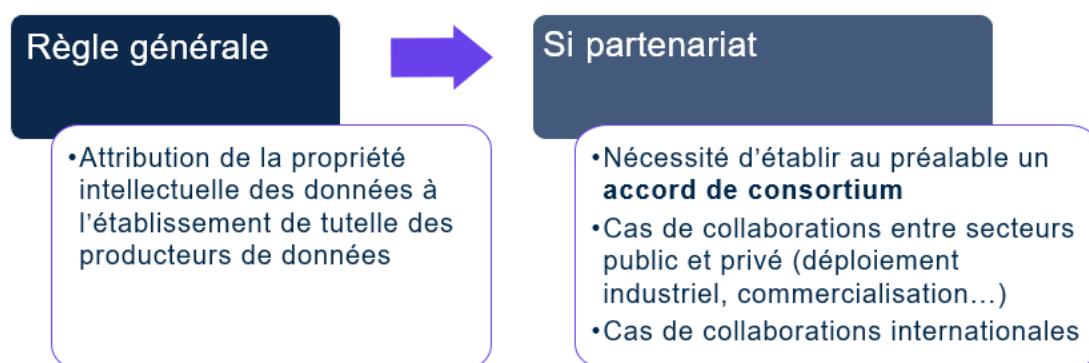 Règle générale
•Attribution de la propriété
intellectuelle des données à
l’établissement de tutelle des
producteurs de données
Si partenariat
•Nécessité d’établir au préalable un
accord de consortium
•Cas de collaborations entre secteurs
public et privé (déploiement
industriel, commercialisation…)
•Cas de collaborations internationales